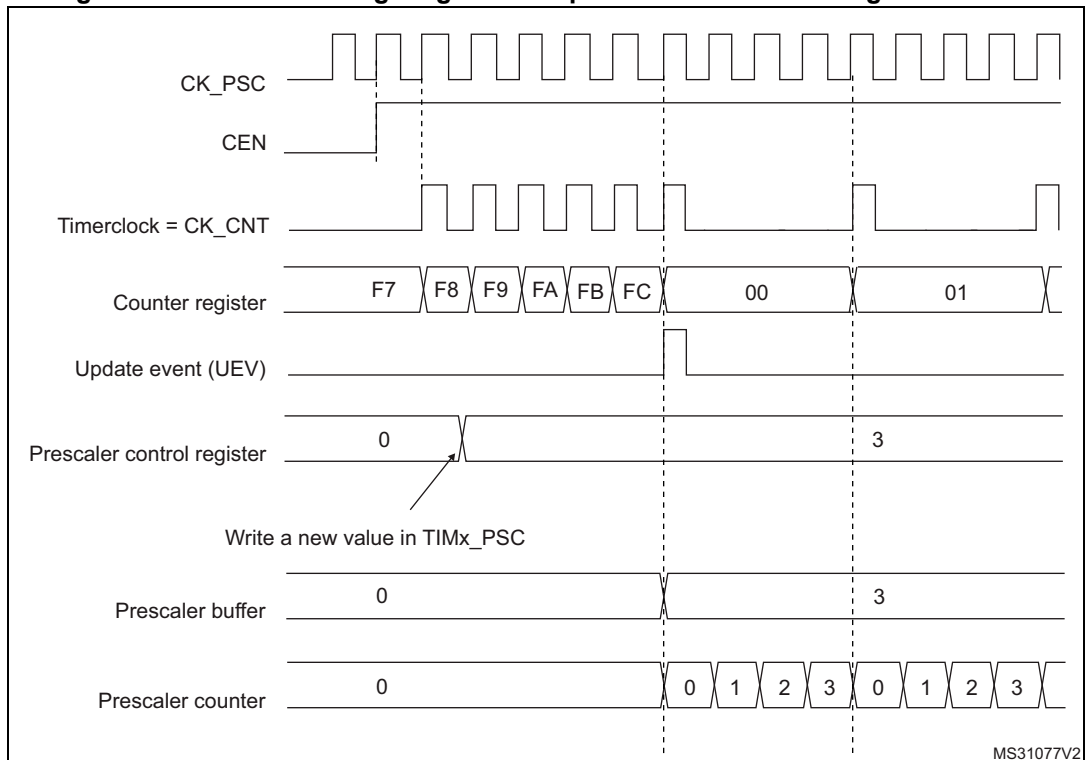 CK_PSC
CEN
Timerclock = CK_CNT
Counter register
F7 F8 F9 FA FB FC 00 01
Update event (UEV)
Prescaler control register
0 3
Write a new value in TIMx_PSC
Prescaler buffer
0 3
Prescaler counter
0 0 1 2 3 0 1 2 3
MS31077V2